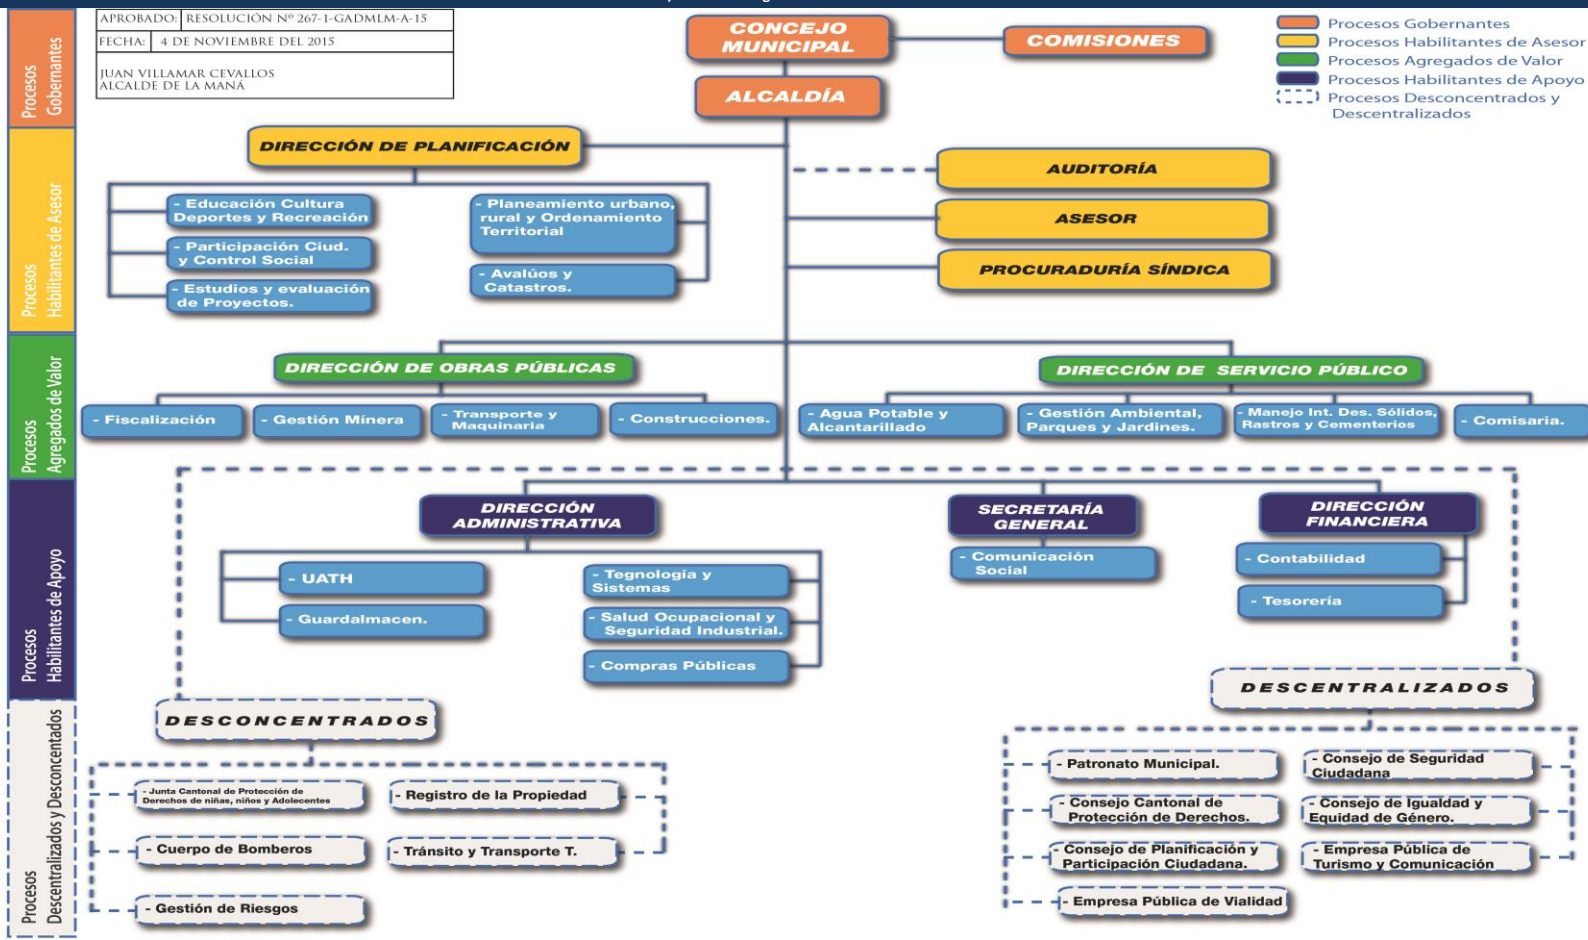 APROBADO: RESOLUCIÓN Nº 267-1-GADMLM-A-15
FECHA: 4 DE NOVIEMBRE DEL 2015
JUAN VILLAMAR CEVALLOS
ALCALDE DE LA MANÁ
CONCEJO
MUNICIPAL
COMISIONES
ALCALDÍA
Procesos Gobernantes
Procesos Habilitantes de Asesor
Procesos Agregados de Valor
Procesos Habilitantes de Apoyo
Procesos Desconcentrados y
Descentralizados
Procesos
Gobernantes
Procesos
Habilitantes de Asesor
DIRECCIÓN DE PLANIFICACIÓN
- Educación Cultura
Deportes y Recreación
- Participación Ciud.
y Control Social
- Estudios y evaluación
de Proyectos.
- Planeamiento urbano,
rural y Ordenamiento
Territorial
- Avalúos y
Catastros.
AUDITORÍA
ASESOR
PROCURADURÍA SÍNDICA
Procesos
Agregados de Valor
DIRECCIÓN DE OBRAS PÚBLICAS
- Fiscalización
- Gestión Mínera
- Transporte y
Maquinaria
- Construcciones.
DIRECCIÓN DE SERVICIO PÚBLICO
- Agua Potable y
Alcantarillado
- Gestión Ambiental,
Parques y Jardines.
- Manejo Int. Des. Sólidos,
Rastros y Cementerios
- Comisaria.
Procesos
Habilitantes de Apoyo
DIRECCIÓN
ADMINISTRATIVA
- UATH
- Guardalmacen.
- Tegnología y
Sistemas
- Salud Ocupacional y
Seguridad Industrial.
- Compras Públicas
SECRETARÍA
GENERAL
- Comunicación
Social
DIRECCIÓN
FINANCIERA
- Contabilidad
- Tesorería
Procesos
Descentralizados y Desconcentados
DESCONCENTRADOS
- Junta Cantonal de Protección de
Derechos de niñas, niños y Adolecentes
- Cuerpo de Bomberos
- Gestión de Riesgos
- Registro de la Propiedad
- Tránsito y Transporte T.
DESCENTRALIZADOS
- Patronato Municipal.
- Consejo Cantonal de
Protección de Derechos.
- Consejo de Planificación y
Participación Ciudadana.
- Empresa Pública de Vialidad
- Consejo de Seguridad
Ciudadana
- Consejo de Igualdad y
Equidad de Género.
- Empresa Pública de
Turismo y Comunicación